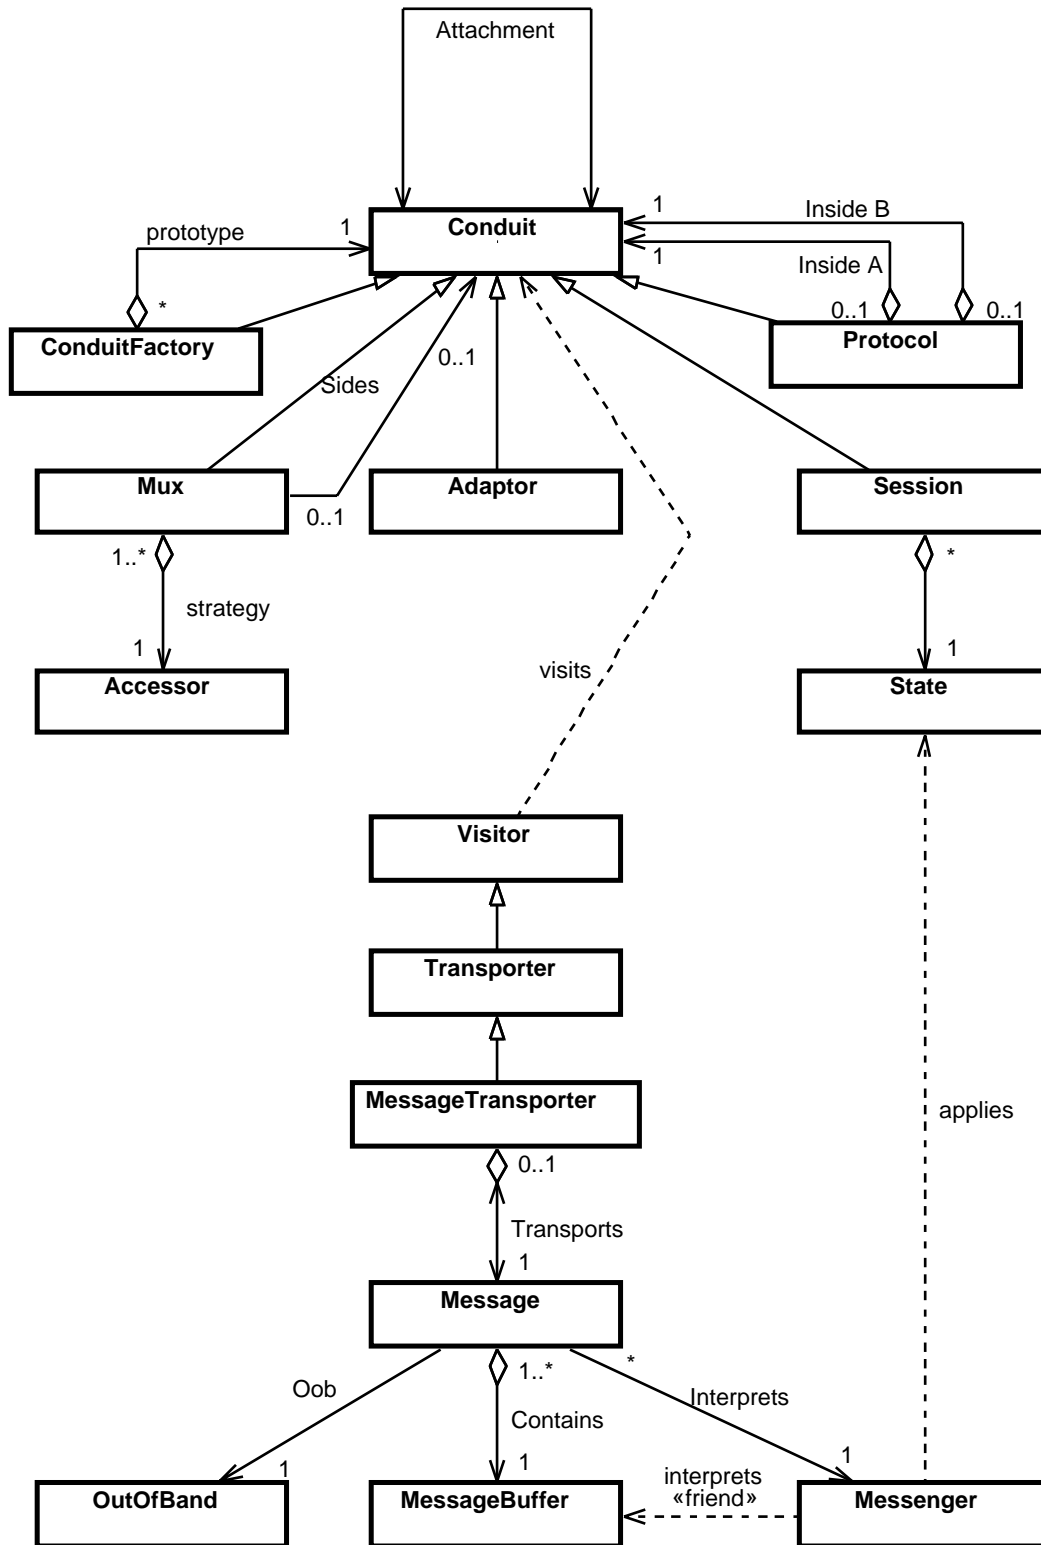 Attachment
Conduit
1
Inside B
prototype
1
1
Inside A
*
0..1
0..1
ConduitFactory
Protocol
0..1
Sides
Mux
Adaptor
Session
0..1
1..*
*
strategy
1
1
Accessor
State
visits
Visitor
Transporter
MessageTransporter
applies
0..1
Transports
1
Message
*
1..*
Oob
Interprets
Contains
1
1
1
interprets
«friend»
OutOfBand
MessageBuffer
Messenger